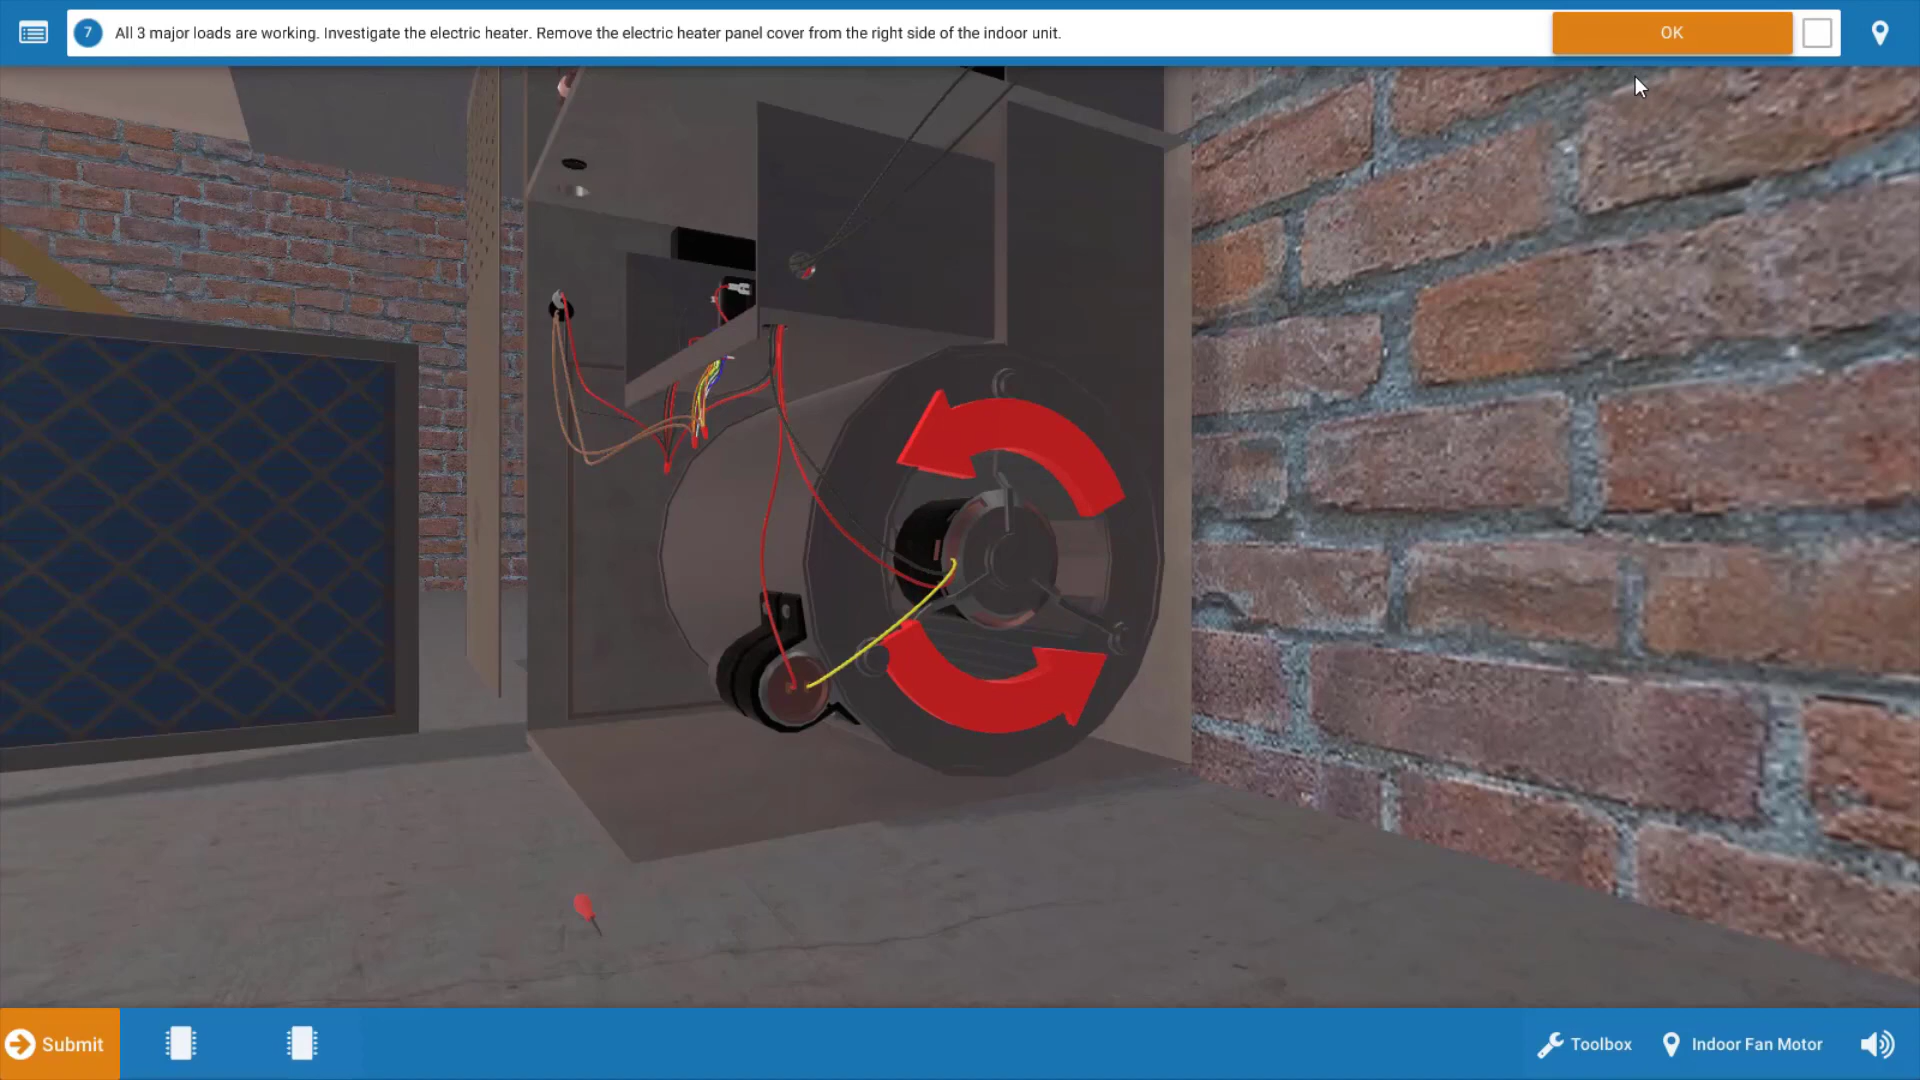 7 All 3 major loads are working. Investigate the electric heater. Remove the electric heater panel cover from the right side of the indoor unit. OK
Submit Toolbox Indoor Fan Motor